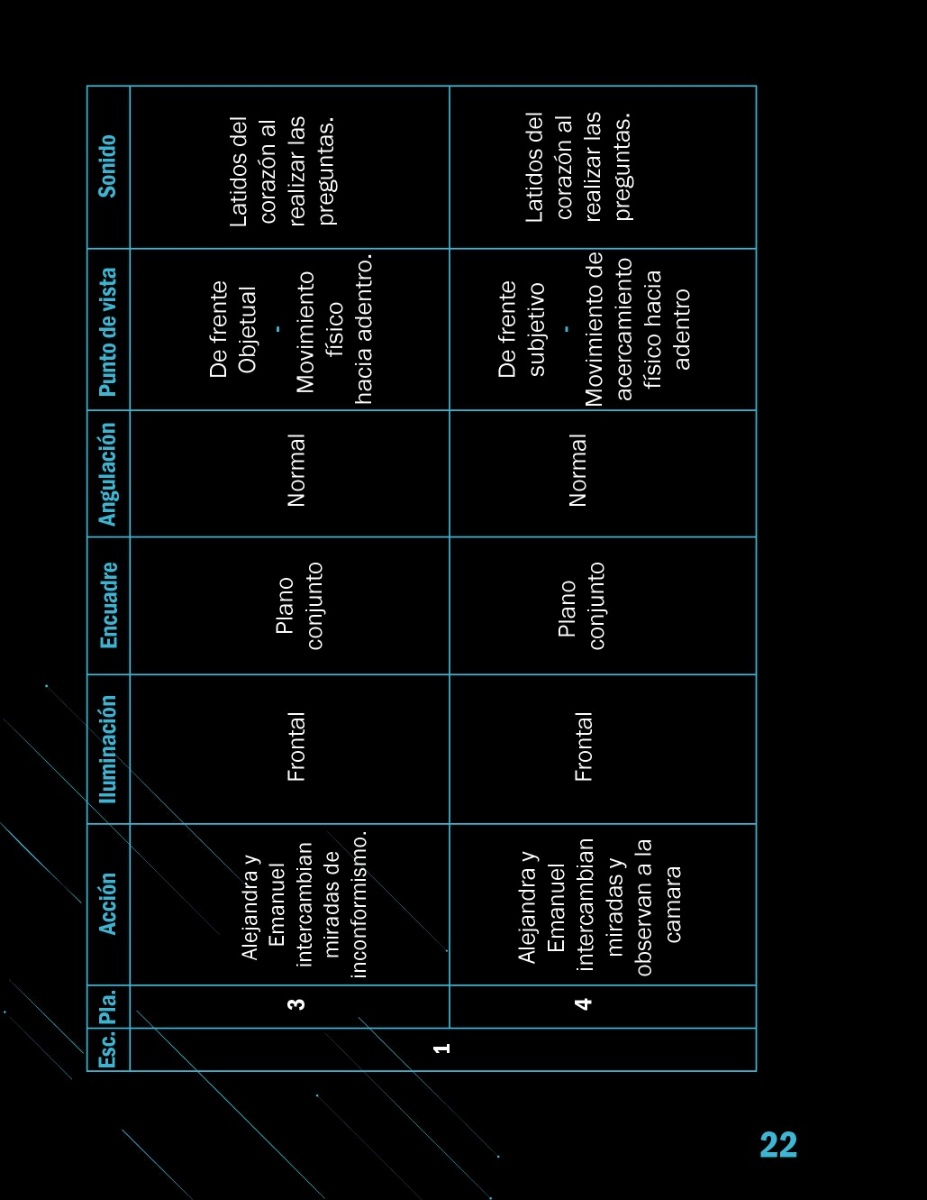 Esc. Pla. Acción Iluminación Encuadre Angulación Punto de vista Sonido
1
3
Alejandra y
Emanuel
intercambian
miradas de
inconformismo.
Frontal
Plano
conjunto
Normal
De frente
Objetual
-
Movimiento
físico
hacia adentro.
Latidos del
corazón al
realizar las
preguntas.
4
Alejandra y
Emanuel
intercambian
miradas y
observan a la
camara
Frontal
Plano
conjunto
Normal
De frente
subjetivo
-
Movimiento de
acercamiento
físico hacia
adentro
Latidos del
corazón al
realizar las
preguntas.
22